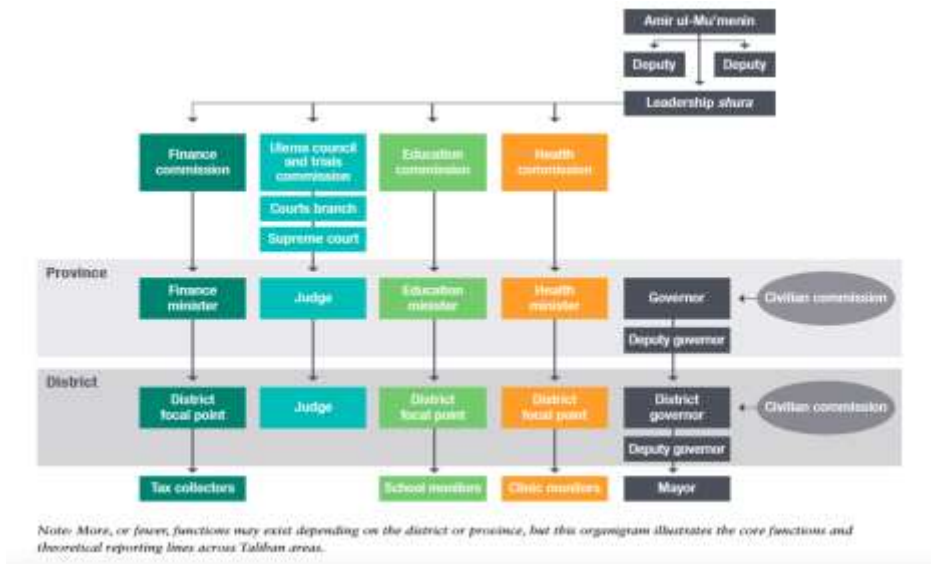 Amir ul-Mu'menin
Deputy
Deputy
Leadership shura
Finance
commission
Ulema council
and trials
commission
Education
commission
Health
commission
Courts branch
Supreme court
Province
Finance
minister
Judge
Education
minister
Health
minister
Governor
Civilian commission
Deputy governor
District
District
focal point
Judge
District
focal point
District
focal point
District
governor
Civilian commission
Deputy governor
Tax collectors
School monitors
Clinic monitors
Mayor
Note: More, or fewer, functions may exist depending on the district or province, but this organigram illustrates the core functions and
theoretical reporting lines across Taliban areas.